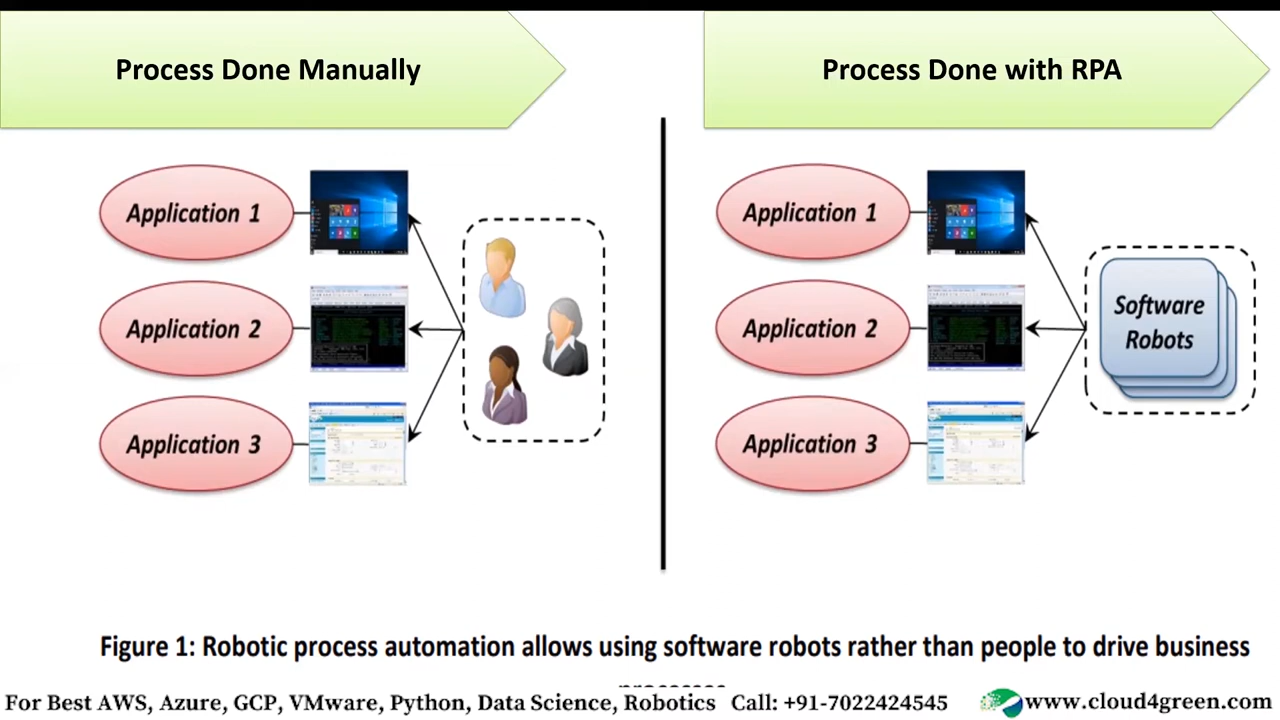 Process Done Manually
Process Done with RPA
Application 1
Application 2
Application 3
Application 1
Application 2
Application 3
Software
Robots
Figure 1: Robotic process automation allows using software robots rather than people to drive business
For Best AWS, Azure, GCP, VMware, Python, Data Science, Robotics Call: +91-7022424545
www.cloud4green.com